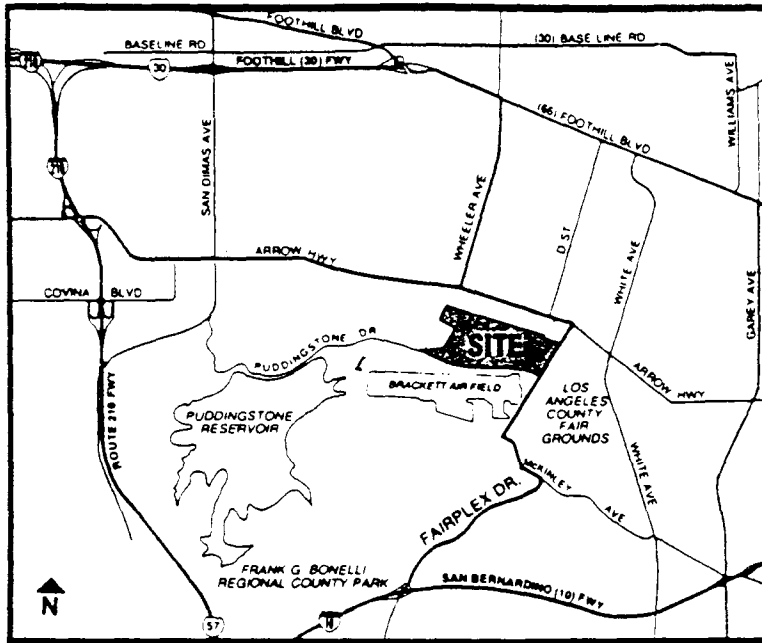 FOOTHILL BLVD
BASELINE RD
(30) BASE LINE RD
30
FOOTHILL (30) FWY
210
WILLIAMS AVE
(66) FOOTHILL BLVD
SAN DIMAS AVE
WHEELER AVE
D ST
WHITE AVE
GAREY AVE
ARROW HWY
COVINA BLVD
SITE
PUDDINGSTONE DR
BRACKETT AIR FIELD
ARROW HWY
LOS
ANGELES
COUNTY
FAIR
GROUNDS
PUDDINGSTONE
RESERVOIR
ROUTE 210 FWY
WHITE AVE
McKINLEY AVE
FAIRPLEX DR.
FRANK G BONELLI
REGIONAL COUNTY PARK
SAN BERNARDINO (10) FWY
N
57